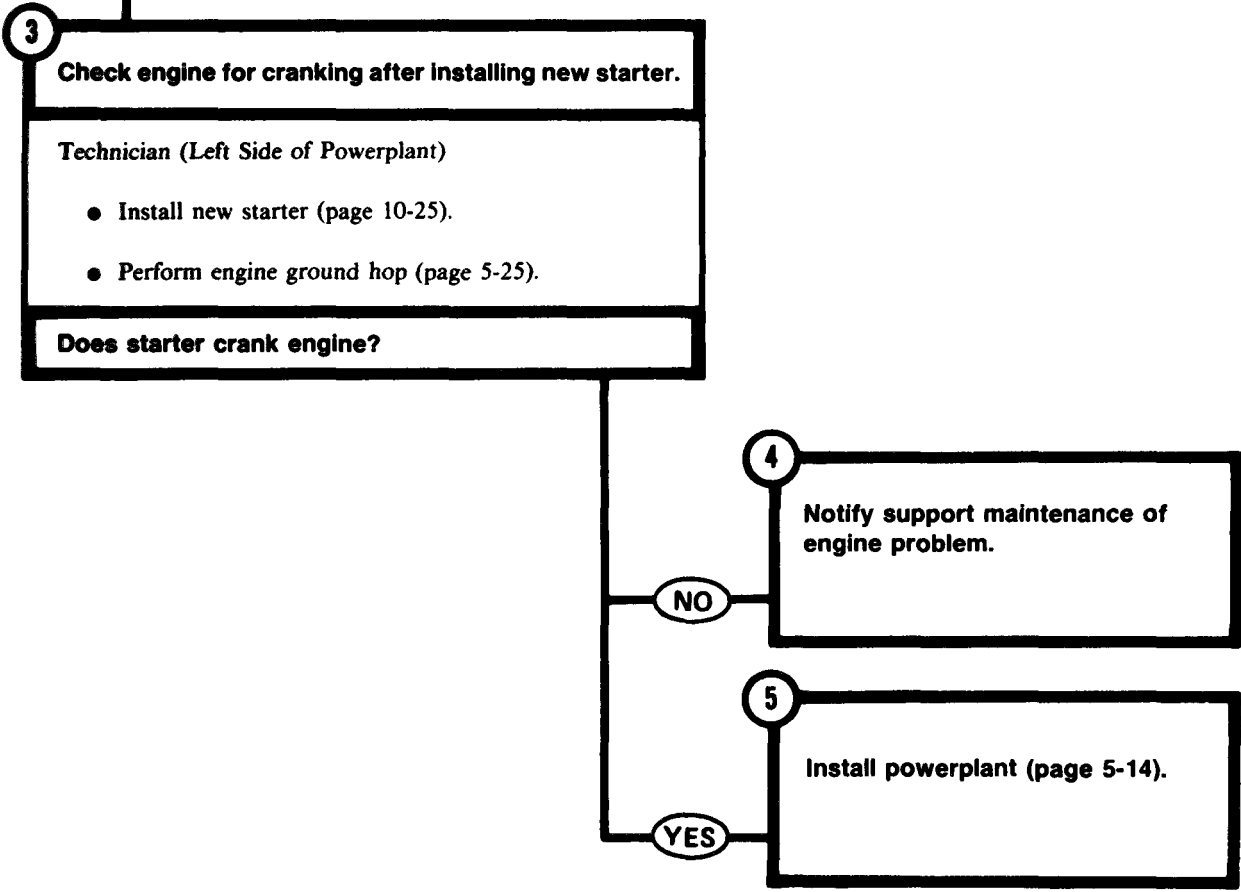 3
Check engine for cranking after installing new starter.
Technician (Left Side of Powerplant)
● Install new starter (page 10-25).
● Perform engine ground hop (page 5-25).
Does starter crank engine?
4
Notify support maintenance of
engine problem.
NO
5
Install powerplant (page 5-14).
YES